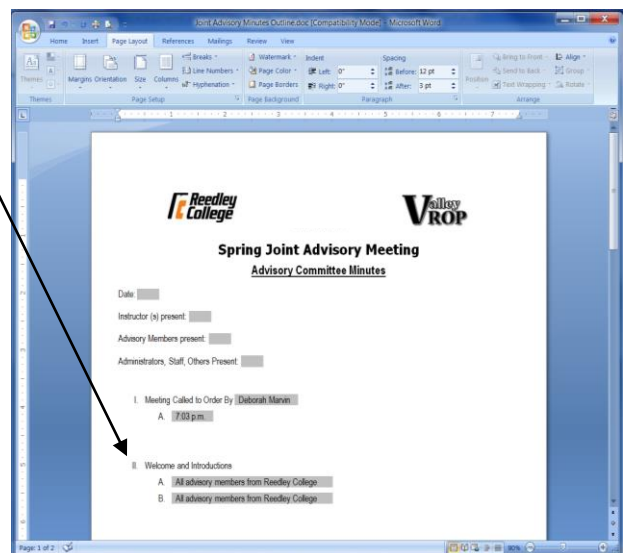 Joint Advisory Minutes Outline.doc [Compatibility Mode] - Microsoft Word
Home Insert Page Layout References Mailings Review View
Themes
Margins Orientation Size Columns
Breaks
Line Numbers
Hyphenation
Watermark
Page Color
Page Borders
Indent
Left: 0"
Right: 0"
Spacing
Before: 12 pt
After: 3 pt
Position
Bring to Front
Send to Back
Text Wrapping
Align
Group
Rotate
Themes Page Setup Page Background Paragraph Arrange
Reedley College
Valley ROP
Spring Joint Advisory Meeting
Advisory Committee Minutes
Date:
Instructor (s) present:
Advisory Members present:
Administrators, Staff, Others Present:
I. Meeting Called to Order By Deborah Marvin
A. 7:03 p.m.
II. Welcome and Introductions
A. All advisory members from Reedley College
B. All advisory members from Reedley College
Page: 1 of 2
90%